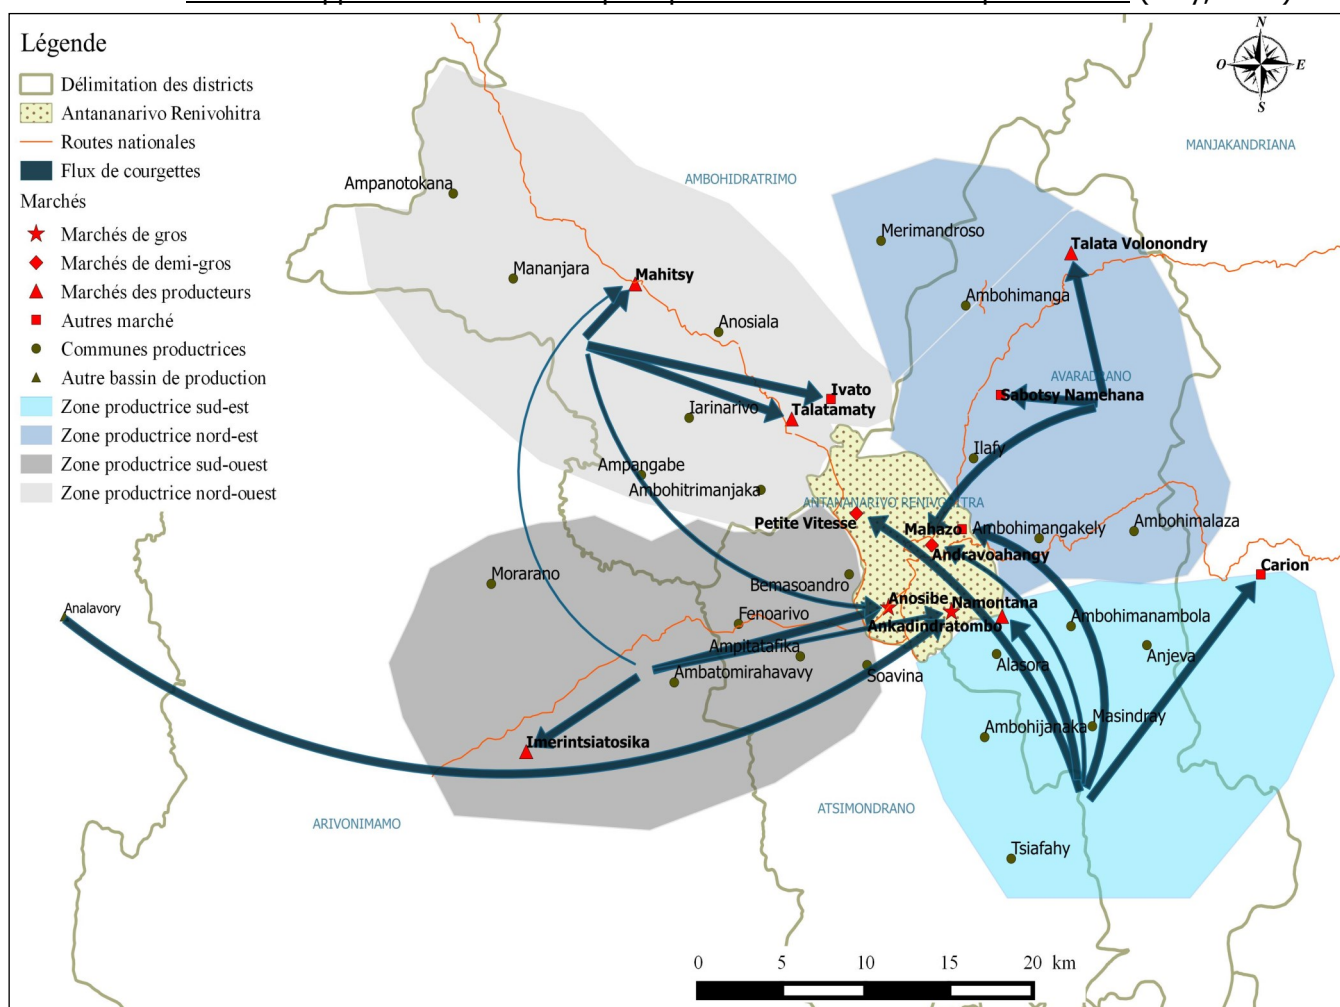 Légende
Délimitation des districts
Antananarivo Renivohitra
Routes nationales
Flux de courgettes
Marchés
Marchés de gros
Marchés de demi-gros
Marchés des producteurs
Autres marché
Communes productrices
Autre bassin de production
Zone productrice sud-est
Zone productrice nord-est
Zone productrice sud-ouest
Zone productrice nord-ouest
N
O
E
S
MANJAKANDRIANA
AMBOHIDRATRIMO
Ampanotokana
Merimandroso
Talata Volonondry
Mananjara
Mahitsy
Ambohimanga
Anosiala
AVARADRANO
Ivato
Sabotsy Namehana
Iarinarivo
Talatamaty
Ilafy
Ampangabe
Ambohitrimanjaka
ANTANANARIVO RENIVOHITRA
Petite Vitesse
Mahazo
Ambohimangakely
Ambohimalaza
Andravoahangy
Carion
Morarano
Bemasoandro
Analavory
Anosibe
Namontana
Fenoarivo
Ankadindratombo
Ambohimanambola
Ampitatafika
Anjeva
Ambatomirahavavy
Soavina
Alasora
Masindray
Ambohijanaka
Imerintsiatosika
ATSIMONDRANO
ARIVONIMAMO
Tsiafahy
0 5 10 15 20 km